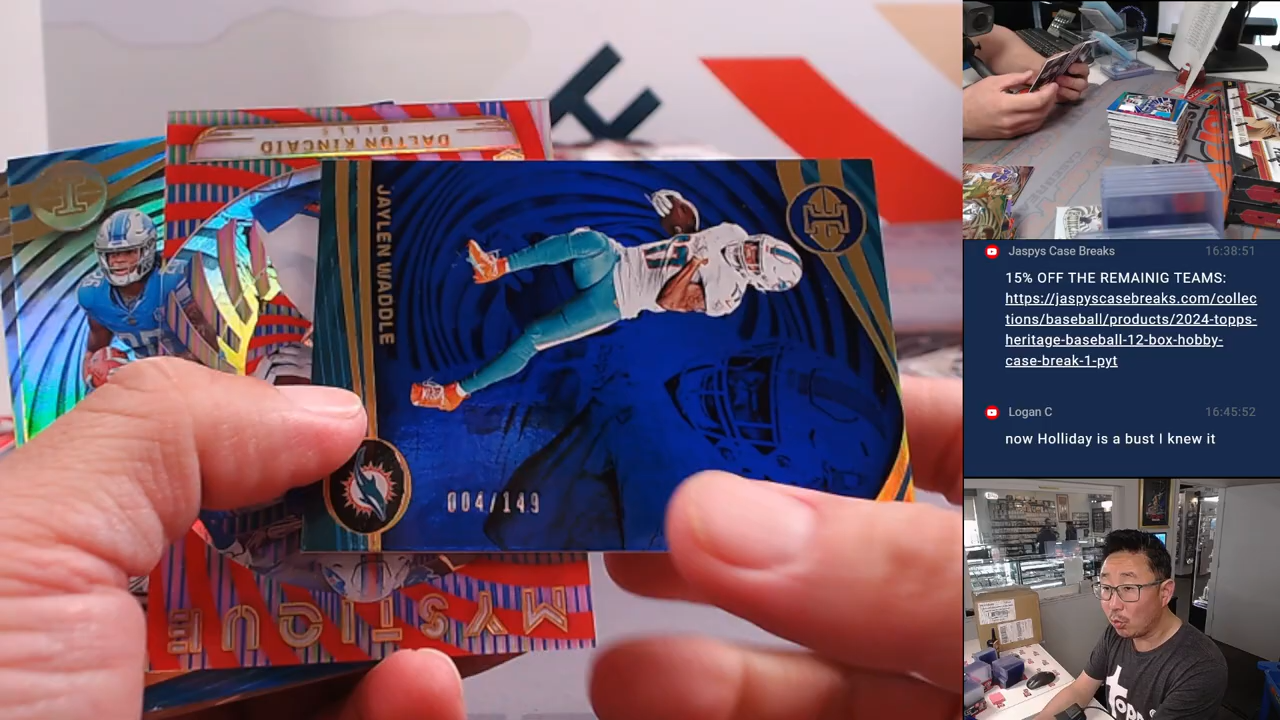 DALTON KINCAID
BILLS
JAYLEN WADDLE
004/149
MYSTIQUE
Jaspys Case Breaks 16:38:51
15% OFF THE REMAINIG TEAMS:
https://jaspyscasebreaks.com/collec
tions/baseball/products/2024-topps-
heritage-baseball-12-box-hobby-
case-break-1-pyt
Logan C 16:45:52
now Holliday is a bust I knew it